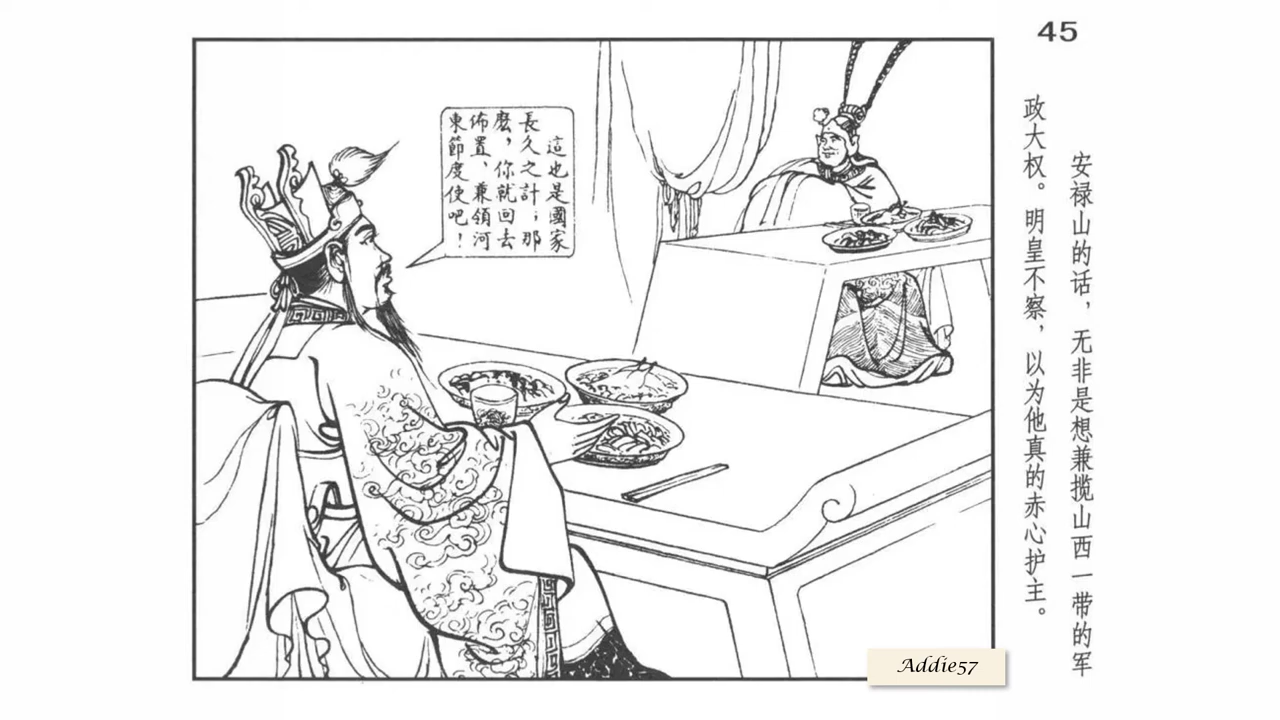 45
安禄山的话，无非是想兼揽山西一带的军
政大权。明皇不察，以为他真的赤心护主。
這也是國家
長久之計；那
麽，你就回去
佈置、兼領河
東節度使吧！
Addie57